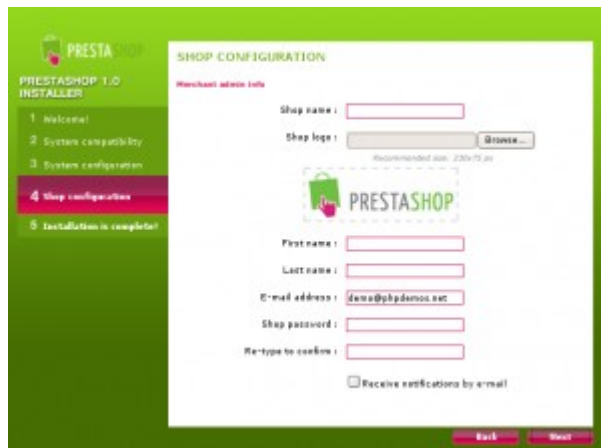 PRESTASHOP
PRESTASHOP 1.0
INSTALLER
1 Welcome!
2 System compatibility
3 System configuration
4 Shop configuration
5 Installation is complete!
SHOP CONFIGURATION
Merchant admin info
Shop name :
Shop logo :
Browse...
Recommended size: 230x75 px
PRESTASHOP
First name :
Last name :
E-mail address :
demo@phpdemos.net
Shop password :
Re-type to confirm :
Receive notifications by e-mail
Back
Next